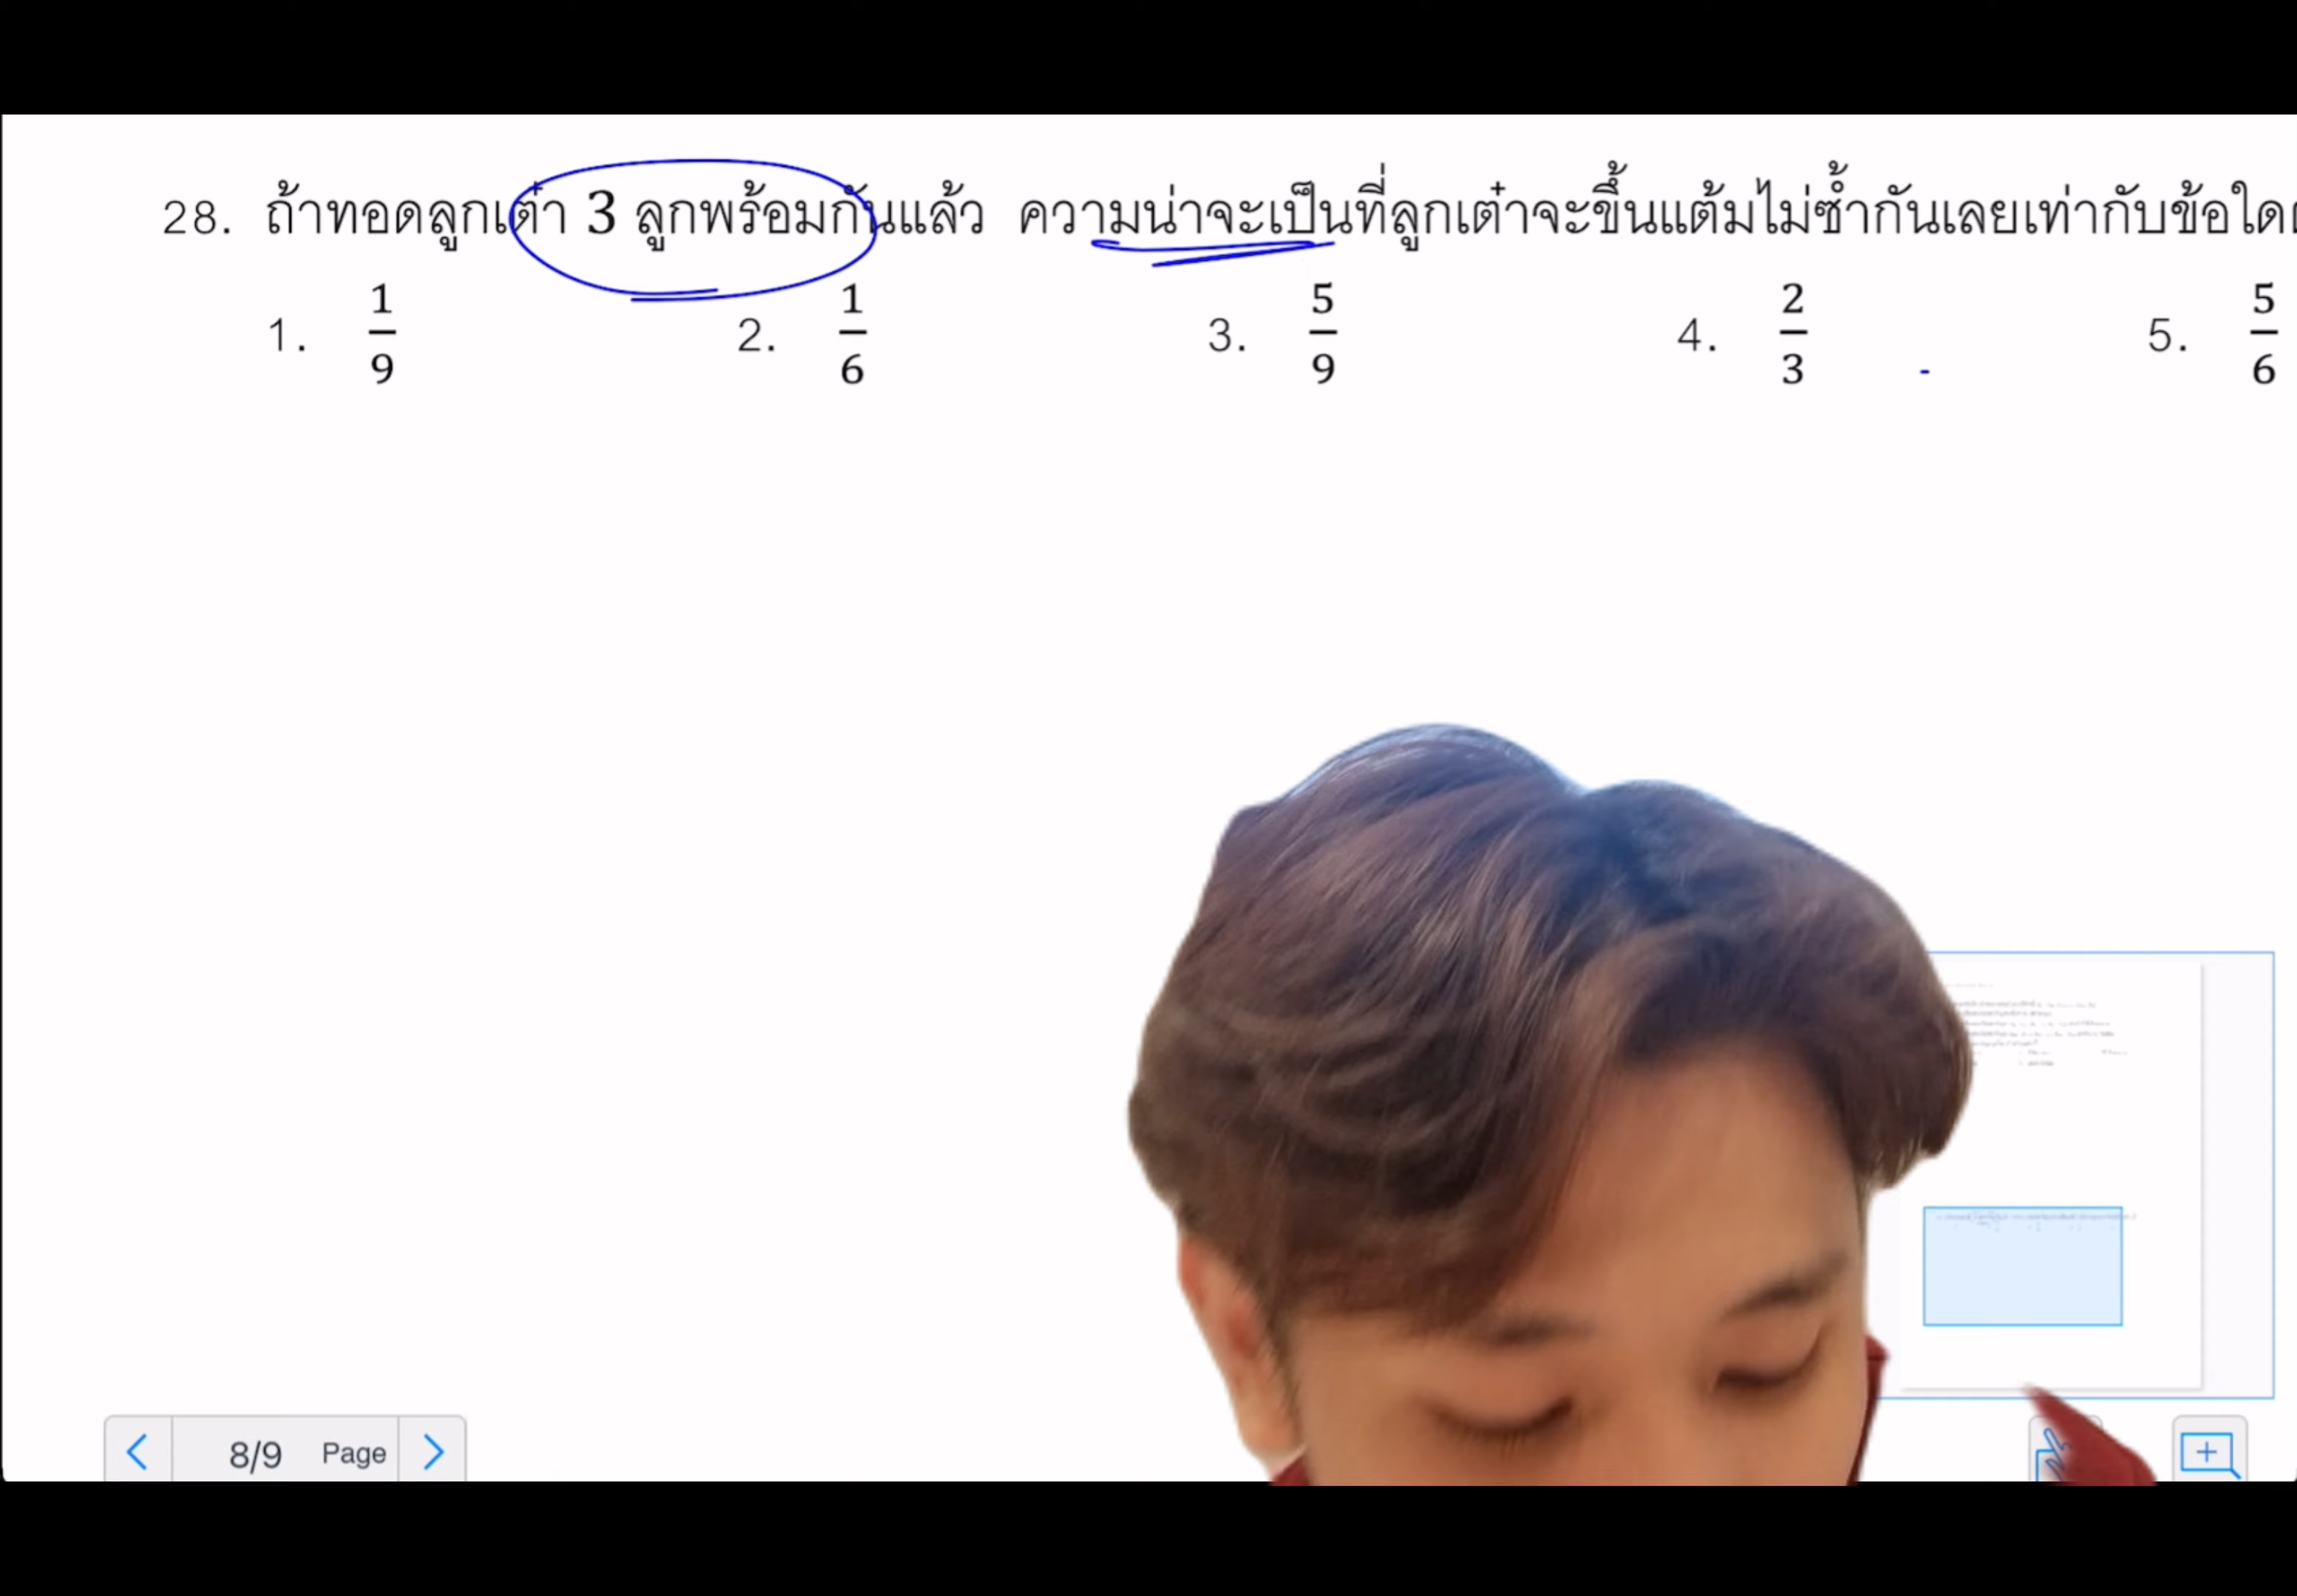 28. ถ้าทอดลูกเต๋า 3 ลูกพร้อมกันแล้ว ความน่าจะเป็นที่ลูกเต๋าจะขึ้นแต้มไม่ซ้ำกันเลยเท่ากับข้อใด
1. 1/9 2. 1/6 3. 5/9 4. 2/3 5. 5/6
8/9 Page